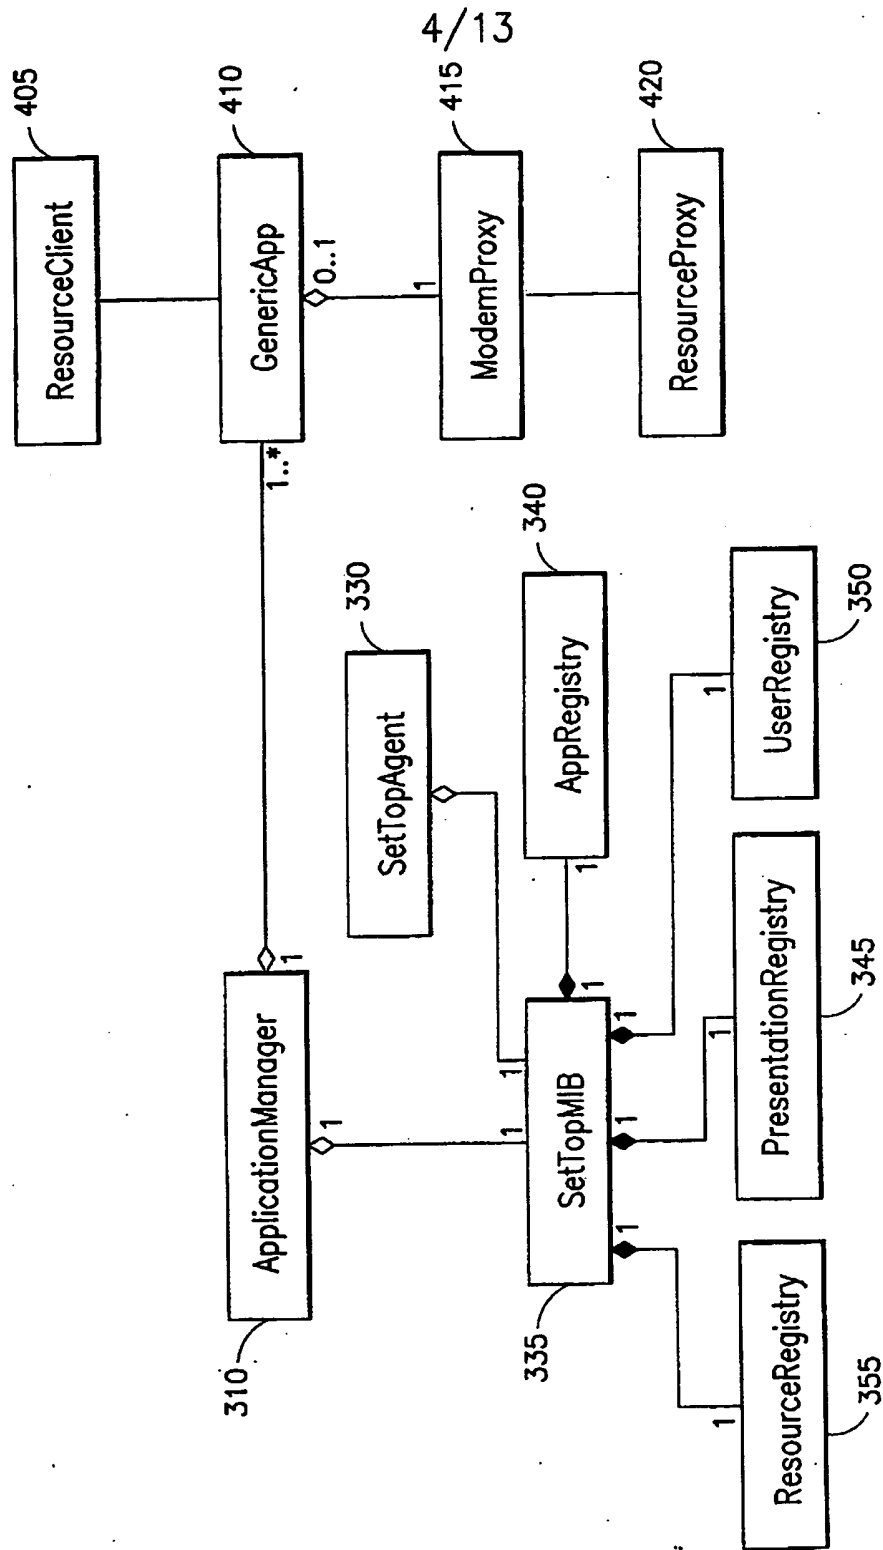 4/13
ResourceClient
405
ApplicationManager
310
1
1..*
GenericApp
410
0..1
1
1
ModemProxy
415
SetTopAgent
330
ResourceProxy
420
1
1
SetTopMIB
335
1
1
AppRegistry
340
1
1
1
1
ResourceRegistry
355
1
PresentationRegistry
345
1
UserRegistry
350